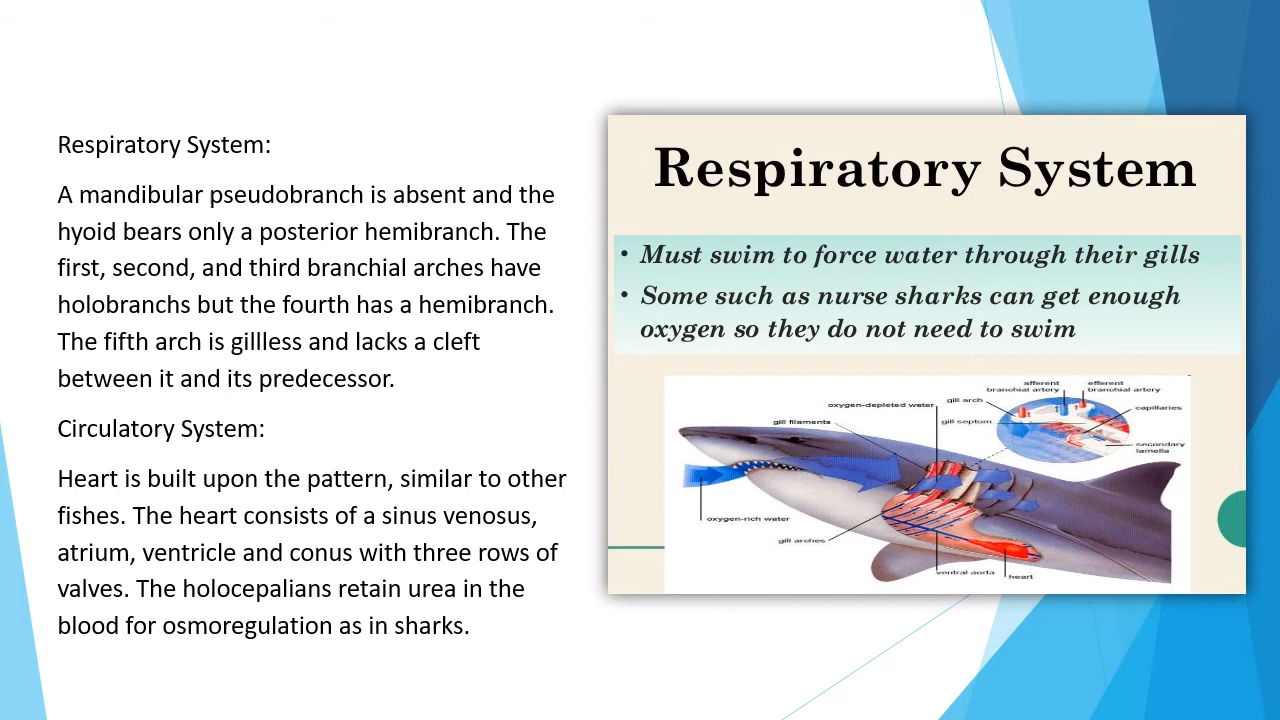 Respiratory System:
A mandibular pseudobranch is absent and the
hyoid bears only a posterior hemibranch. The
first, second, and third branchial arches have
holobranchs but the fourth has a hemibranch.
The fifth arch is gillless and lacks a cleft
between it and its predecessor.
Circulatory System:
Heart is built upon the pattern, similar to other
fishes. The heart consists of a sinus venosus,
atrium, ventricle and conus with three rows of
valves. The holocepalians retain urea in the
blood for osmoregulation as in sharks.
Respiratory System
• Must swim to force water through their gills
• Some such as nurse sharks can get enough
oxygen so they do not need to swim
afferent
branchial artery
efferent
branchial artery
gill arch
oxygen-depleted water
capillaries
gill filaments
gill septum
secondary
lamella
oxygen-rich water
gill arches
ventral aorta
heart